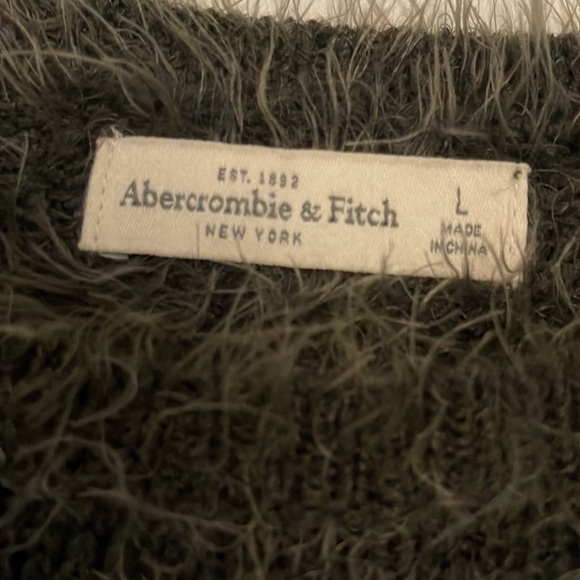 EST. 1892
Abercrombie & Fitch
NEW YORK
L
MADE
IN CHINA